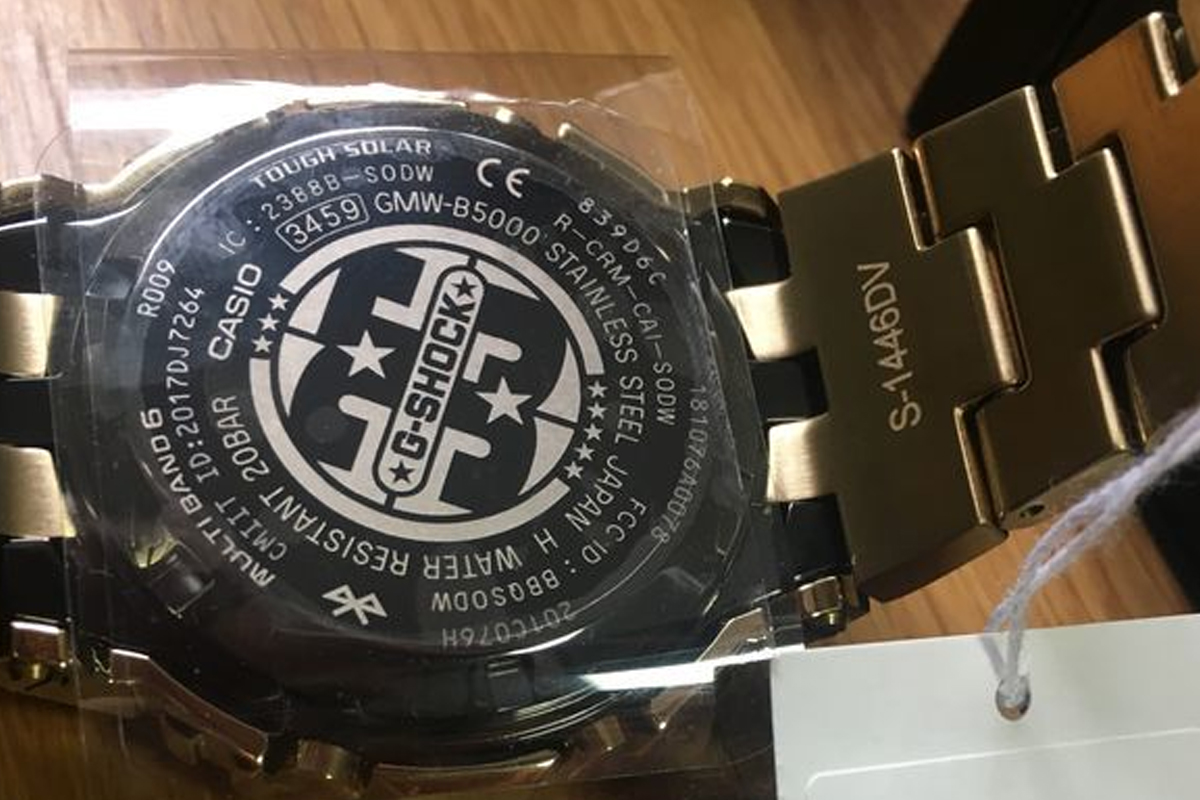 TOUGH SOLAR
IC:2388B-SODW
3459 GMW-B5000 STAINLESS STEEL JAPAN H WATER RESISTANT 20BAR CASIO
CE
839D6C
R-CRM-CAI-SODW
R009
CMIIT ID:2017DJ7264
MULTI BAND 6
G-SHOCK
FCC ID:BBQSODW
181076A0078
201C076H
S-1446DV